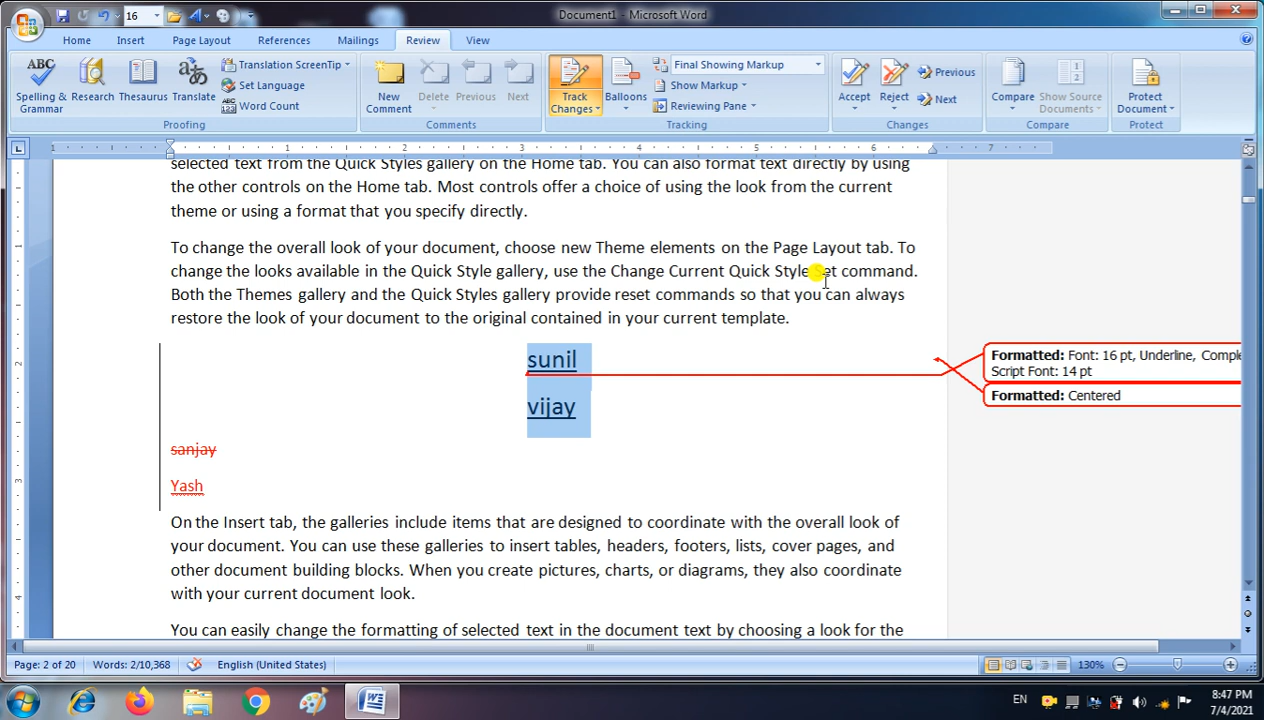 16
Document1 - Microsoft Word
Home Insert Page Layout References Mailings Review View
ABC Spelling & Grammar
Research
Thesaurus
Translate
Translation ScreenTip
Set Language
ABC 123 Word Count
Proofing
New Comment
Delete
Previous
Next
Comments
Track Changes
Balloons
Final Showing Markup
Show Markup
Reviewing Pane
Tracking
Accept
Reject
Previous
Next
Changes
Compare
Show Source Documents
Compare
Protect Document
Protect
1 1 2 3 4 5 6 7
selected text from the Quick Styles gallery on the Home tab. You can also format text directly by using
the other controls on the Home tab. Most controls offer a choice of using the look from the current
theme or using a format that you specify directly.
To change the overall look of your document, choose new Theme elements on the Page Layout tab. To
change the looks available in the Quick Style gallery, use the Change Current Quick Style Set command.
Both the Themes gallery and the Quick Styles gallery provide reset commands so that you can always
restore the look of your document to the original contained in your current template.
sunil
vijay
sanjay
Yash
Formatted: Font: 16 pt, Underline, Comple
Script Font: 14 pt
Formatted: Centered
On the Insert tab, the galleries include items that are designed to coordinate with the overall look of
your document. You can use these galleries to insert tables, headers, footers, lists, cover pages, and
other document building blocks. When you create pictures, charts, or diagrams, they also coordinate
with your current document look.
You can easily change the formatting of selected text in the document text by choosing a look for the
Page: 2 of 20 Words: 2/10,368 English (United States) 130%
EN
8:47 PM
7/4/2021